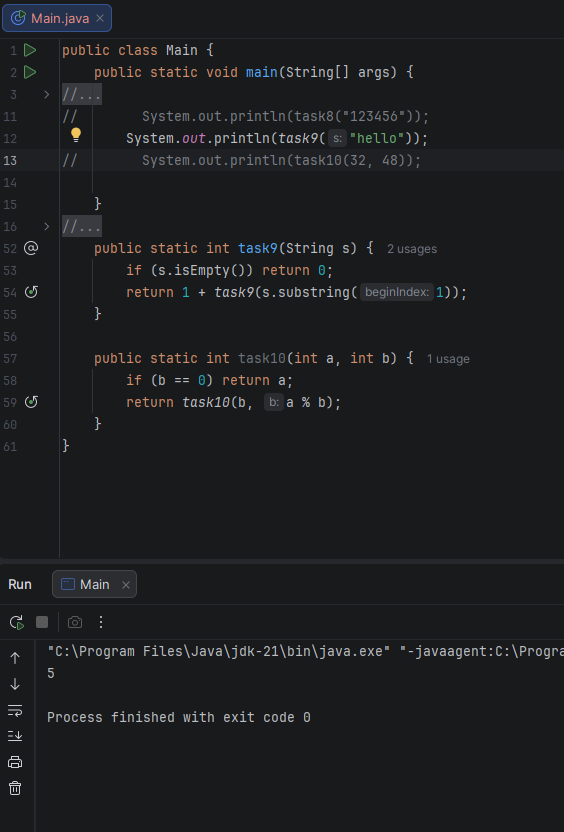 Main.java ×
1 public class Main {
2 public static void main(String[] args) {
3 //...
11 // System.out.println(task8("123456"));
12 System.out.println(task9( s: "hello"));
13 // System.out.println(task10(32, 48));
14
15 }
16 //...
52 public static int task9(String s) { 2 usages
53 if (s.isEmpty()) return 0;
54 return 1 + task9(s.substring( beginIndex: 1));
55 }
56
57 public static int task10(int a, int b) { 1 usage
58 if (b == 0) return a;
59 return task10(b, b: a % b);
60 }
61 }
Run Main ×
"C:\Program Files\Java\jdk-21\bin\java.exe" "-javaagent:C:\Progra
5
Process finished with exit code 0